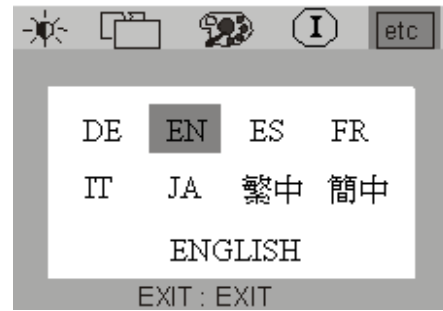 I etc
DE EN ES FR
IT JA 繁中 簡中
ENGLISH
EXIT : EXIT